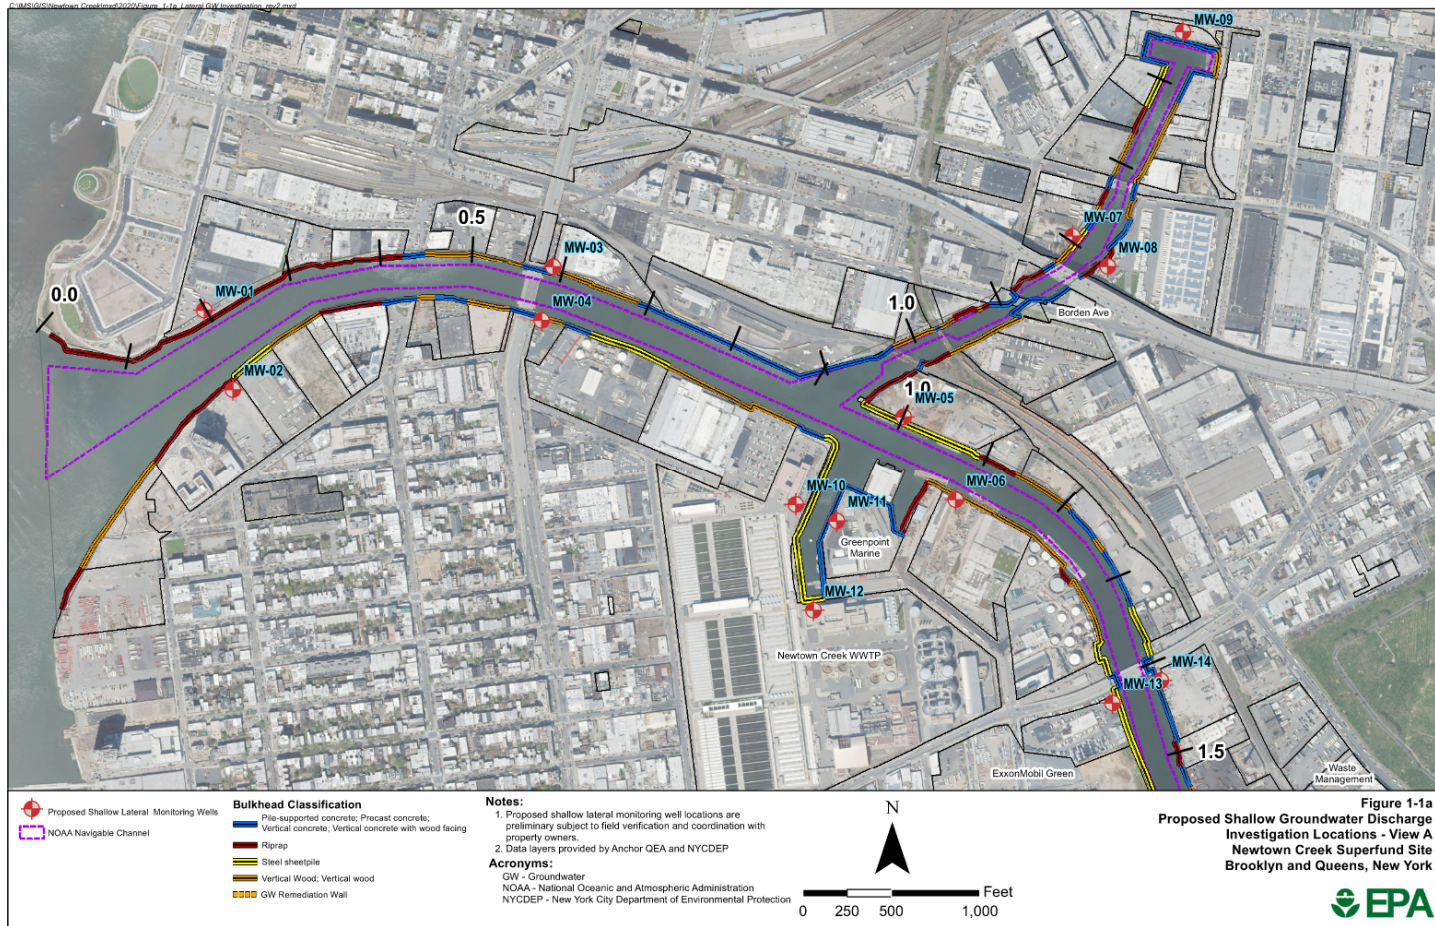 C:\IMS\GIS\Newtown Creek\mxd\2020\Figure_1-1a_Lateral GW Investigation_rev2.mxd
MW-09
MW-07
MW-08
0.5
MW-03
0.0
MW-01
MW-04
1.0
Borden Ave
MW-02
1.0
MW-05
MW-10
MW-06
MW-11
Greenpoint
Marine
MW-12
Newtown Creek WWTP
MW-14
MW-13
1.5
ExxonMobil Green
Waste
Management
Proposed Shallow Lateral Monitoring Wells
NOAA Navigable Channel
Bulkhead Classification
Pile-supported concrete; Precast concrete;
Vertical concrete; Vertical concrete with wood facing
Riprap
Steel sheetpile
Vertical Wood; Vertical wood
GW Remediation Wall
Notes:
1. Proposed shallow lateral monitoring well locations are
preliminary subject to field verification and coordination with
property owners.
2. Data layers provided by Anchor QEA and NYCDEP
Acronyms:
GW - Groundwater
NOAA - National Oceanic and Atmospheric Administration
NYCDEP - New York City Department of Environmental Protection
N
Feet
0 250 500 1,000
Figure 1-1a
Proposed Shallow Groundwater Discharge
Investigation Locations - View A
Newtown Creek Superfund Site
Brooklyn and Queens, New York
EPA